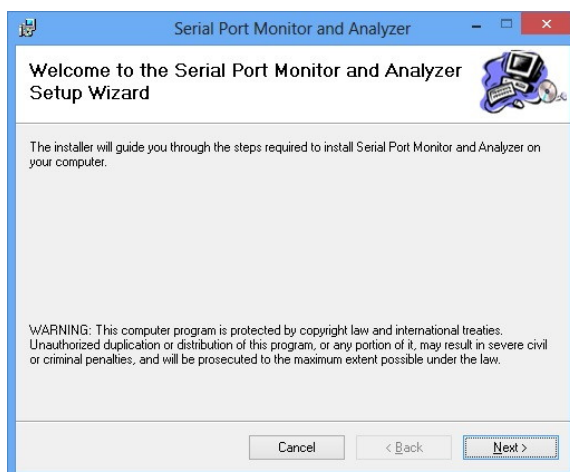 Serial Port Monitor and Analyzer
Welcome to the Serial Port Monitor and Analyzer
Setup Wizard
The installer will guide you through the steps required to install Serial Port Monitor and Analyzer on
your computer.
WARNING: This computer program is protected by copyright law and international treaties.
Unauthorized duplication or distribution of this program, or any portion of it, may result in severe civil
or criminal penalties, and will be prosecuted to the maximum extent possible under the law.
Cancel < Back Next >